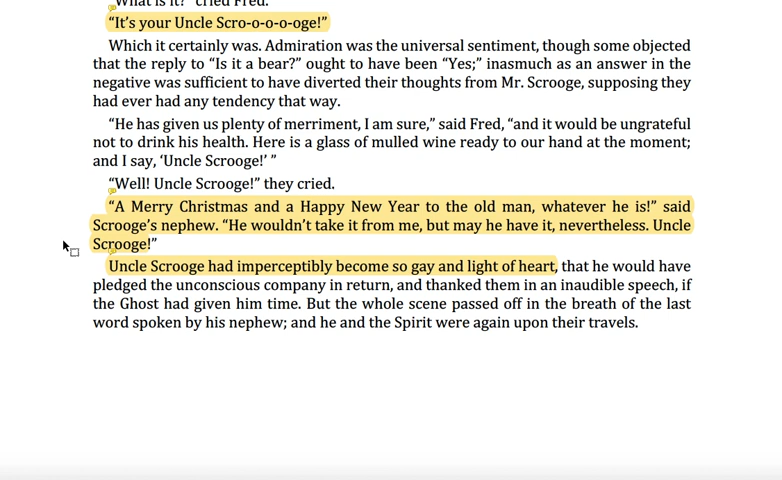 “What is it?” cried Fred.
“It’s your Uncle Scro-o-o-o-oge!”
Which it certainly was. Admiration was the universal sentiment, though some objected
that the reply to “Is it a bear?” ought to have been “Yes;” inasmuch as an answer in the
negative was sufficient to have diverted their thoughts from Mr. Scrooge, supposing they
had ever had any tendency that way.
“He has given us plenty of merriment, I am sure,” said Fred, “and it would be ungrateful
not to drink his health. Here is a glass of mulled wine ready to our hand at the moment;
and I say, ‘Uncle Scrooge!’ ”
“Well! Uncle Scrooge!” they cried.
“A Merry Christmas and a Happy New Year to the old man, whatever he is!” said
Scrooge’s nephew. “He wouldn’t take it from me, but may he have it, nevertheless. Uncle
Scrooge!”
Uncle Scrooge had imperceptibly become so gay and light of heart, that he would have
pledged the unconscious company in return, and thanked them in an inaudible speech, if
the Ghost had given him time. But the whole scene passed off in the breath of the last
word spoken by his nephew; and he and the Spirit were again upon their travels.